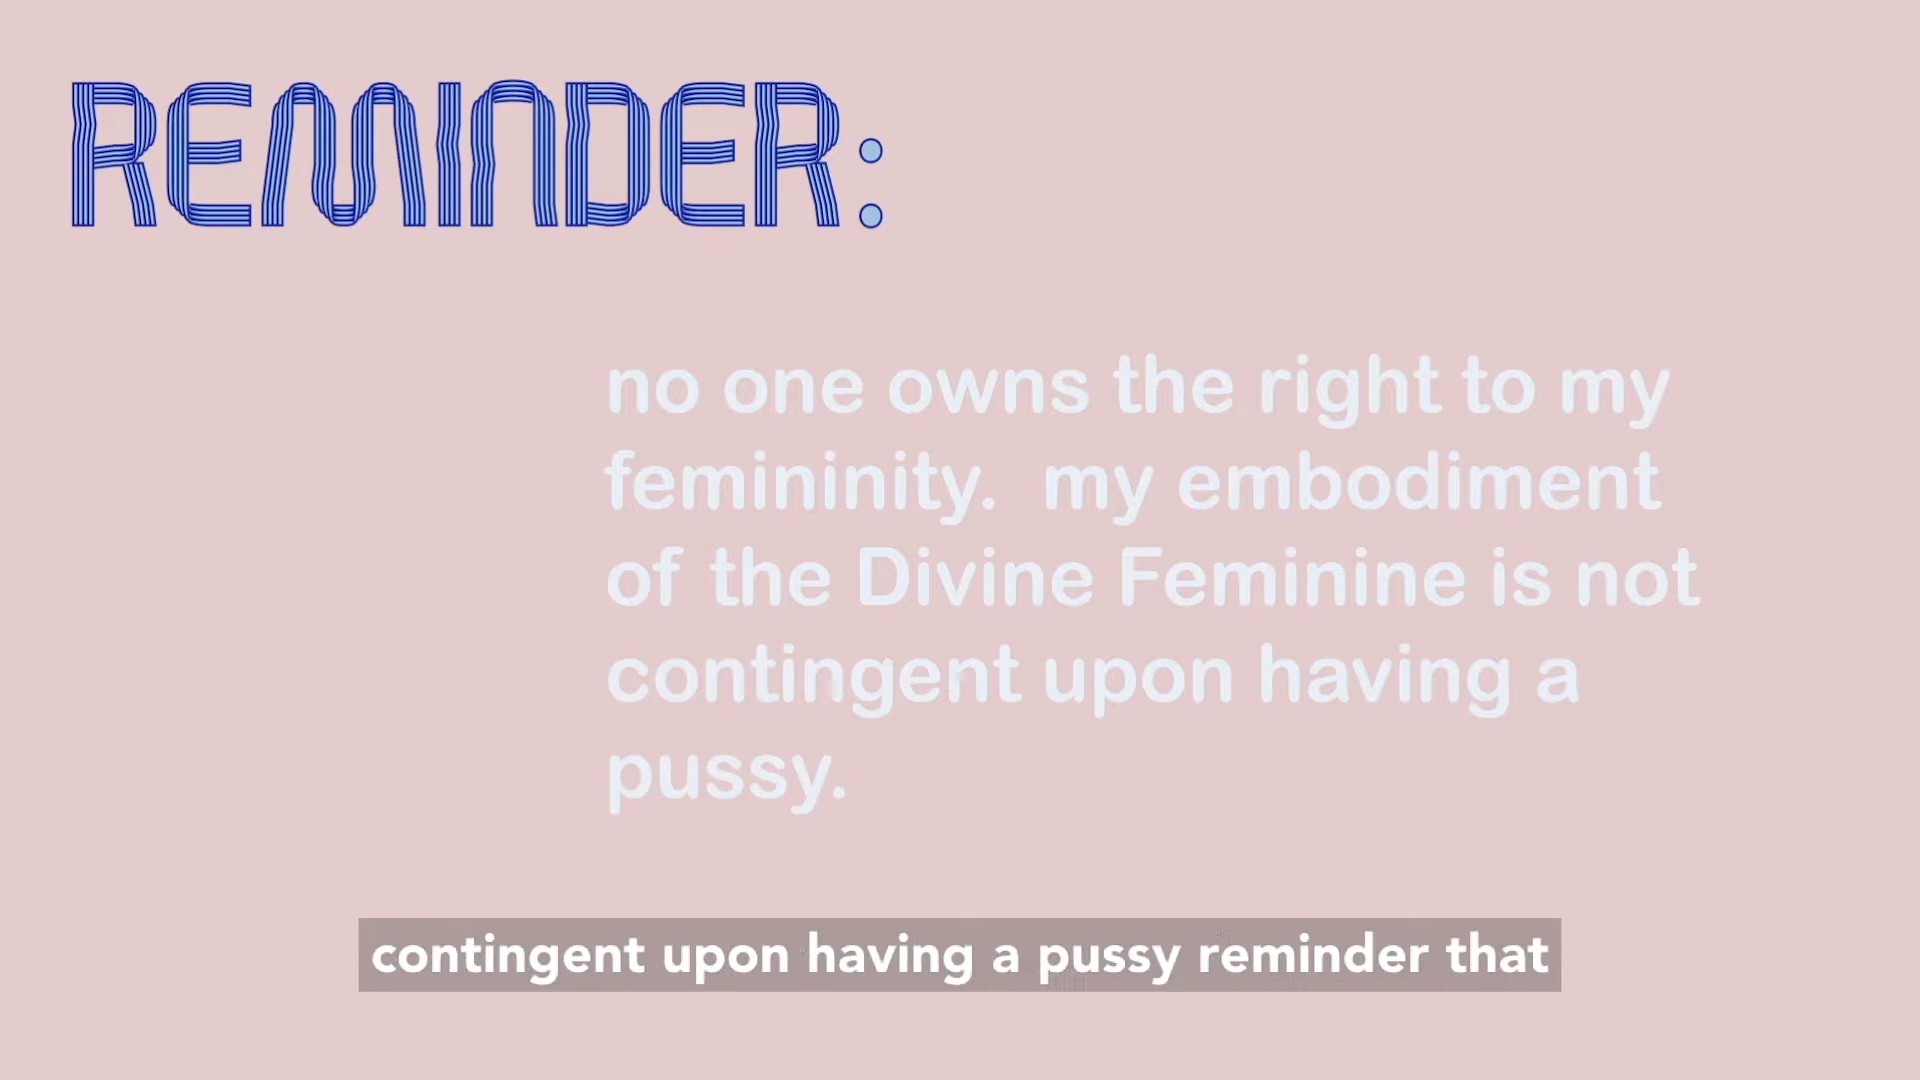 REMINDER:
no one owns the right to my
femininity.  my embodiment
of the Divine Feminine is not
contingent upon having a
pussy.
contingent upon having a pussy reminder that